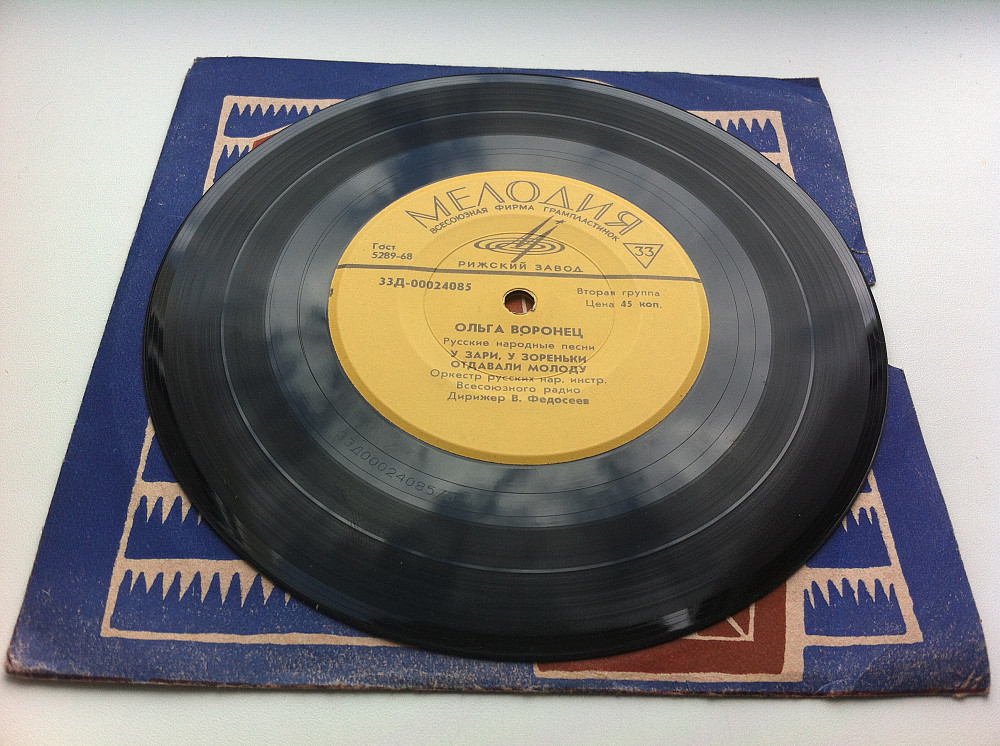 МЕЛОДИЯ
ВСЕСОЮЗНАЯ ФИРМА ГРАМПЛАСТИНОК
33
РИЖСКИЙ ЗАВОД
Гост
5289-68
33Д-00024085
Вторая группа
Цена 45 коп.
ОЛЬГА ВОРОНЕЦ
Русские народные песни
У ЗАРИ, У ЗОРЕНЬКИ
ОТДАВАЛИ МОЛОДУ
Оркестр русских нар. инстр.
Всесоюзного радио
Дирижер В. Федосеев
33Д00024085